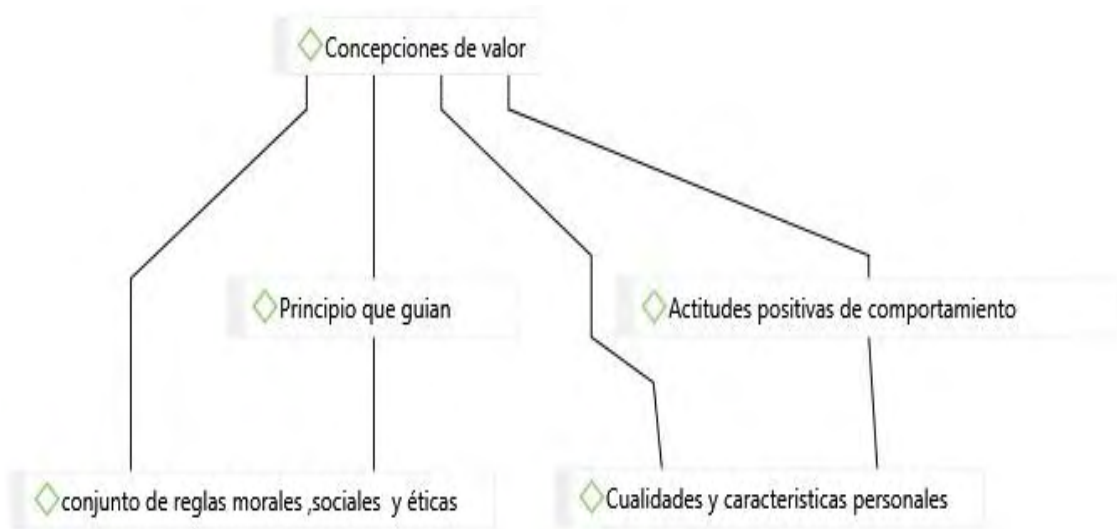 Concepciones de valor
Principio que guian
Actitudes positivas de comportamiento
conjunto de reglas morales ,sociales y éticas
Cualidades y caracteristicas personales